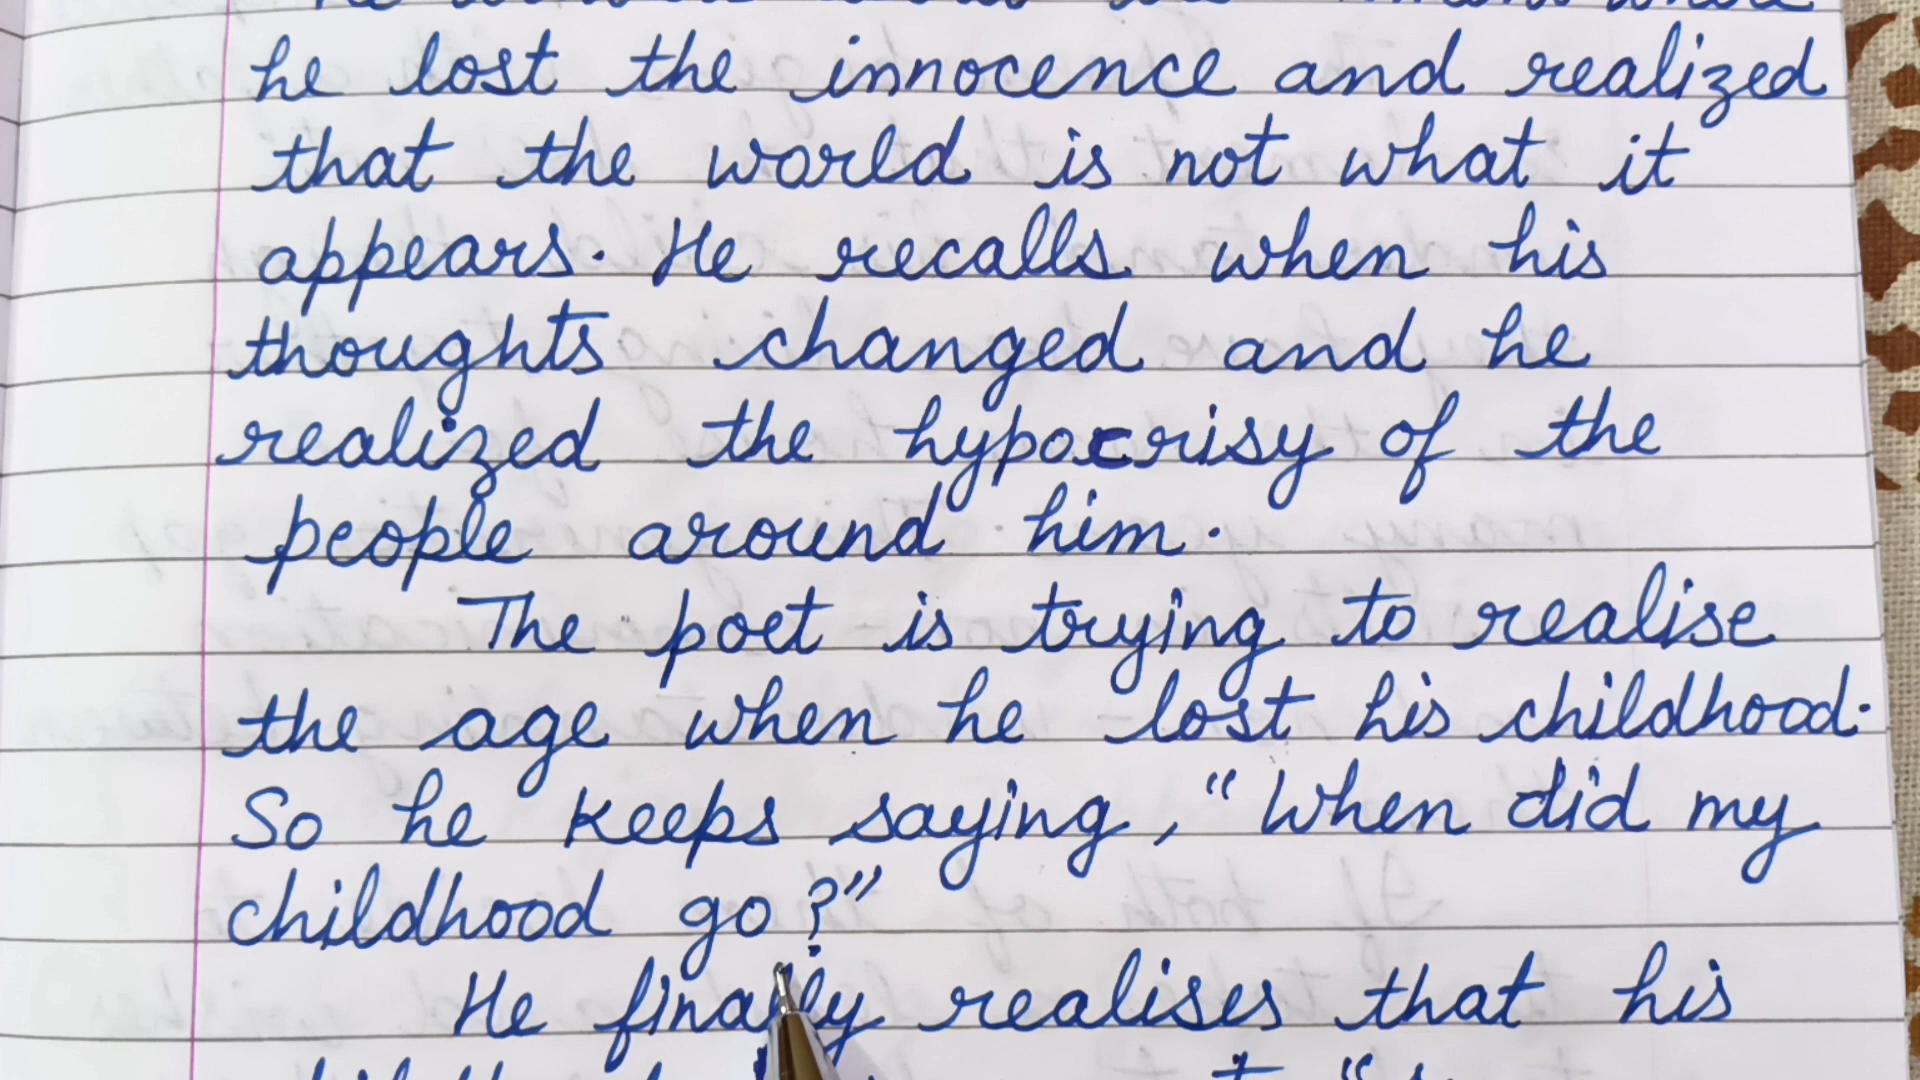 he lost the innocence and realized
that the world is not what it
appears. He recalls when his
thoughts changed and he
realized the hypocrisy of the
people around him.
The poet is trying to realise
the age when he lost his childhood.
So he keeps saying, "When did my
childhood go?"
He finally realises that his